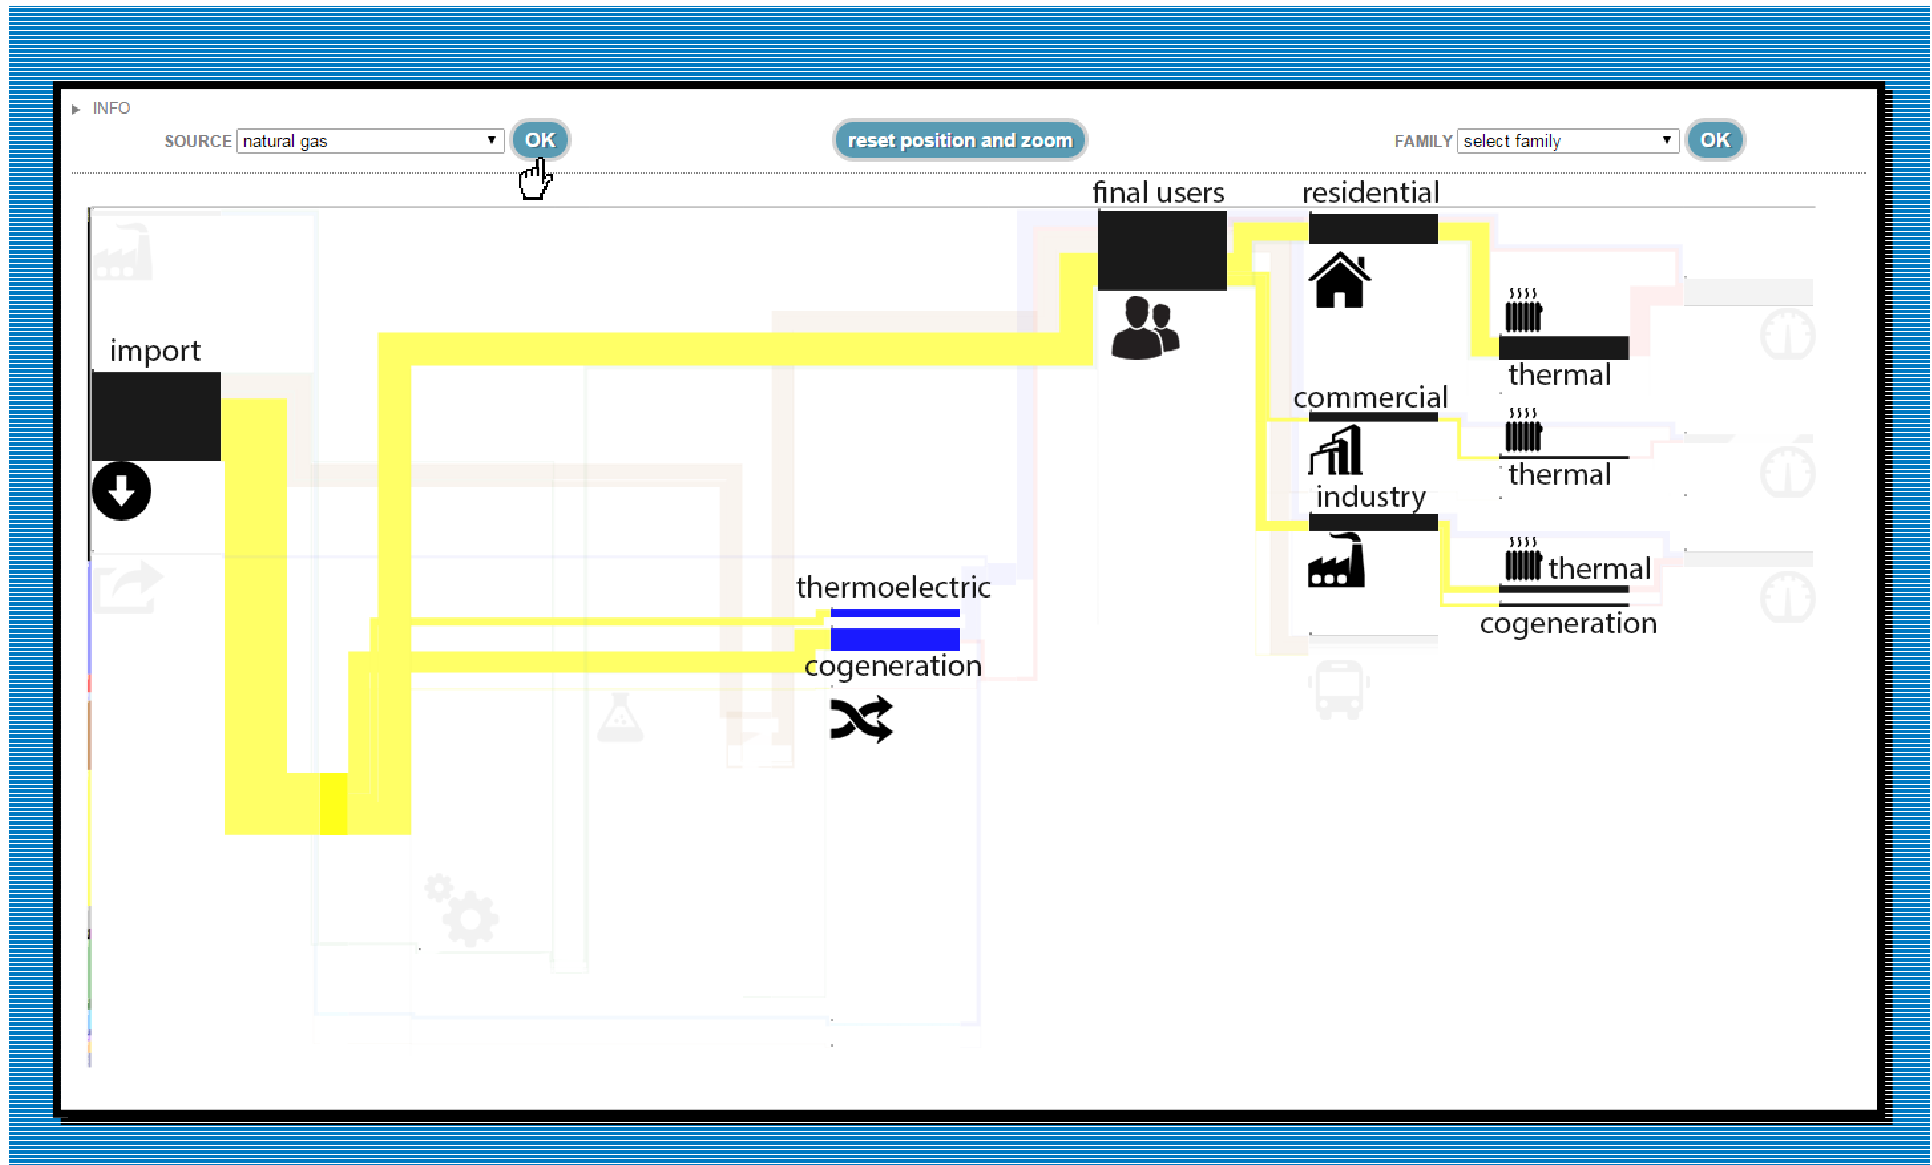 INFO
SOURCE natural gas OK reset position and zoom FAMILY select family OK
final users residential
import
thermal
commercial
thermal
industry
thermal
thermoelectric
cogeneration
cogeneration